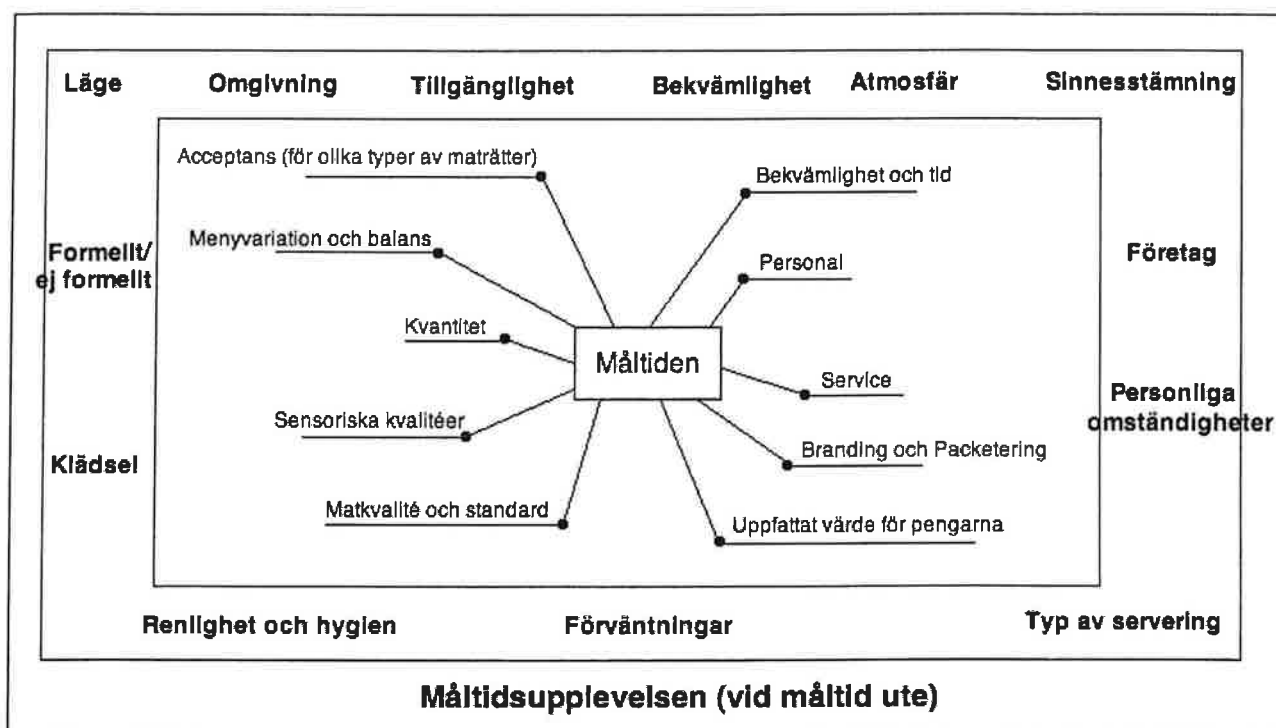 Läge Omgivning Tillgänglighet Bekvämlighet Atmosfär Sinnesstämning
Acceptans (för olika typer av maträtter)
Bekvämlighet och tid
Menyvariation och balans
Formellt/
ej formellt
Personal
Företag
Kvantitet
Måltiden
Service
Personliga
omständigheter
Sensoriska kvalitéer
Klädsel
Branding och Packetering
Matkvalité och standard
Uppfattat värde för pengarna
Renlighet och hygien Förväntningar Typ av servering
Måltidsupplevelsen (vid måltid ute)